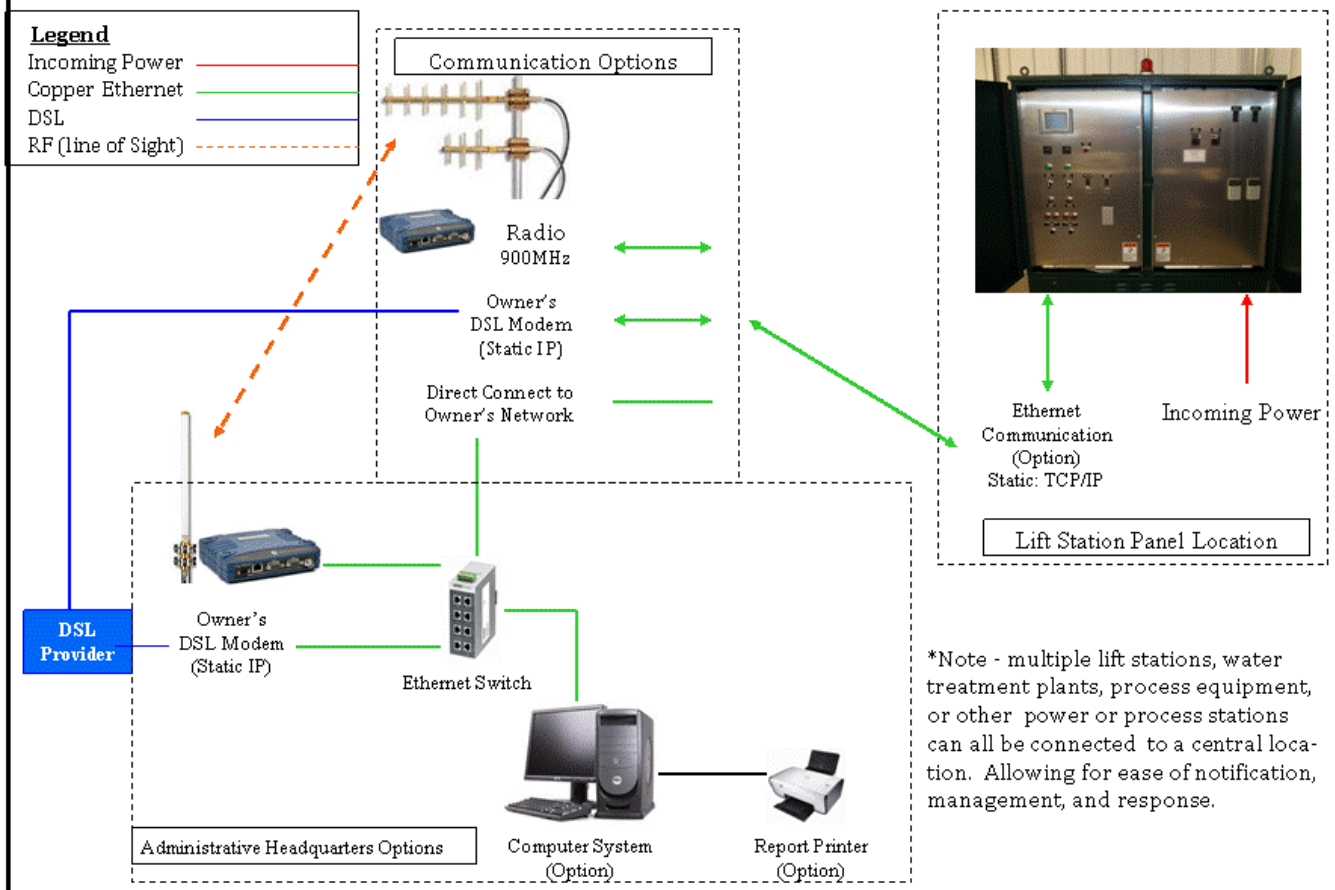 Legend
Incoming Power
Copper Ethernet
DSL
RF (line of Sight)
Communication Options
Radio
900MHz
Owner's
DSL Modem
(Static IP)
Direct Connect to
Owner's Network
Ethernet
Communication
(Option)
Static: TCP/IP
Incoming Power
Lift Station Panel Location
DSL
Provider
Owner's
DSL Modem
(Static IP)
Ethernet Switch
Computer System
(Option)
Report Printer
(Option)
Administrative Headquarters Options
*Note - multiple lift stations, water
treatment plants, process equipment,
or other power or process stations
can all be connected to a central loca-
tion. Allowing for ease of notification,
management, and response.